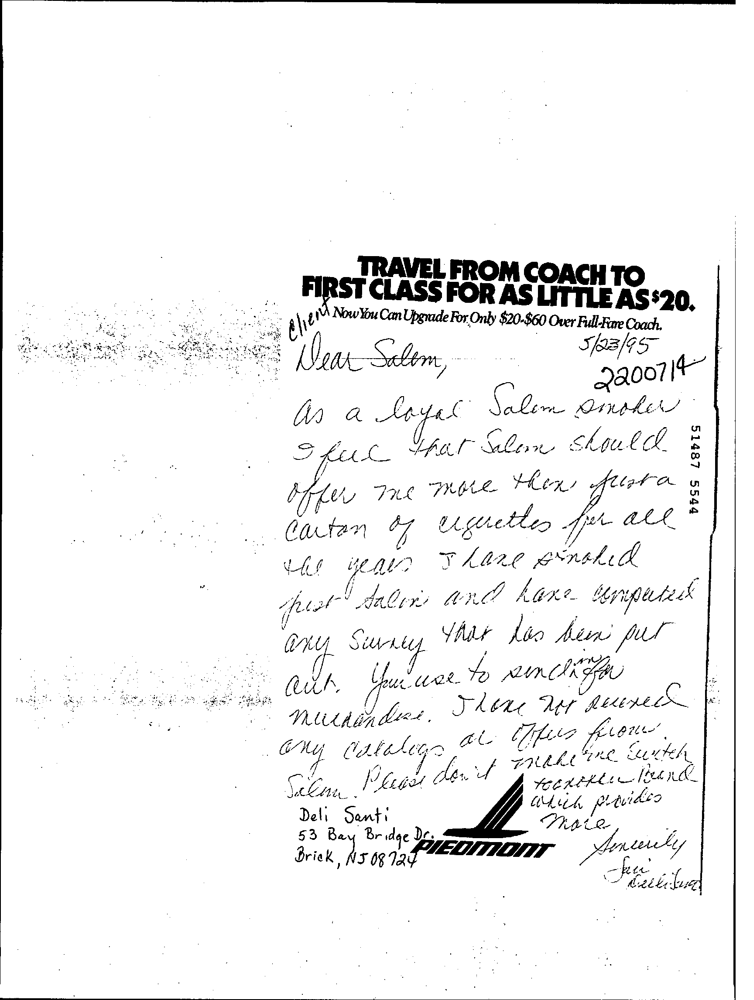 TRAVEL FROM COACH TO
FIRST CLASS FOR AS LITTLE AS $20.
Now You Can Upgrade For Only $20-$60 Over Full-Fare Coach.
Client
5/23/95
Dear Salem,
2200714
As a loyal Salem smoker
I feel that Salem should
offer me more then just a
carton of cigerettes for all
the years I have smoked
just Salem and have
any Survey that has been put
out. You use to send in for
merchandise. I have not received
any catalogs or offers from
Salem. Please don't make me switch
to another Brand
which provides
more
Sincerely
Deli Santi
53 Bay Bridge Dr.
Brick, NJ 08724
PIEDMONT
51487 5544